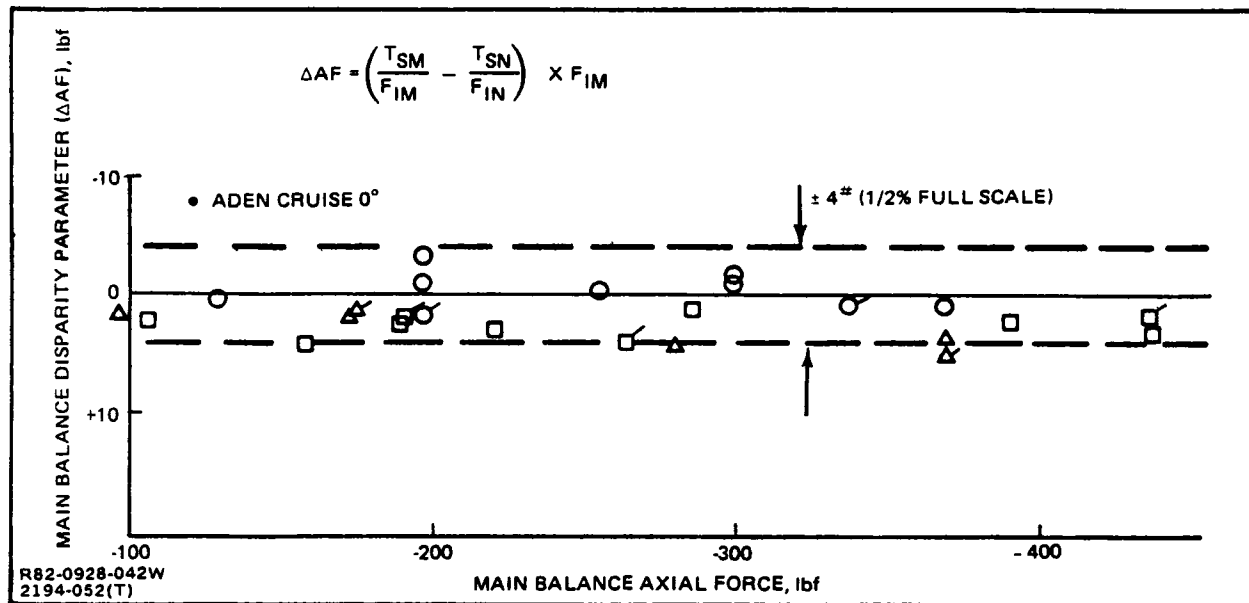 ΔAF = (T_SM / F_IM − T_SN / F_IN) X F_IM
MAIN BALANCE DISPARITY PARAMETER (ΔAF), lbf
-10
• ADEN CRUISE 0°
± 4# (1/2% FULL SCALE)
0
+10
-100
-200
-300
-400
MAIN BALANCE AXIAL FORCE, lbf
R82-0928-042W
2194-052(T)